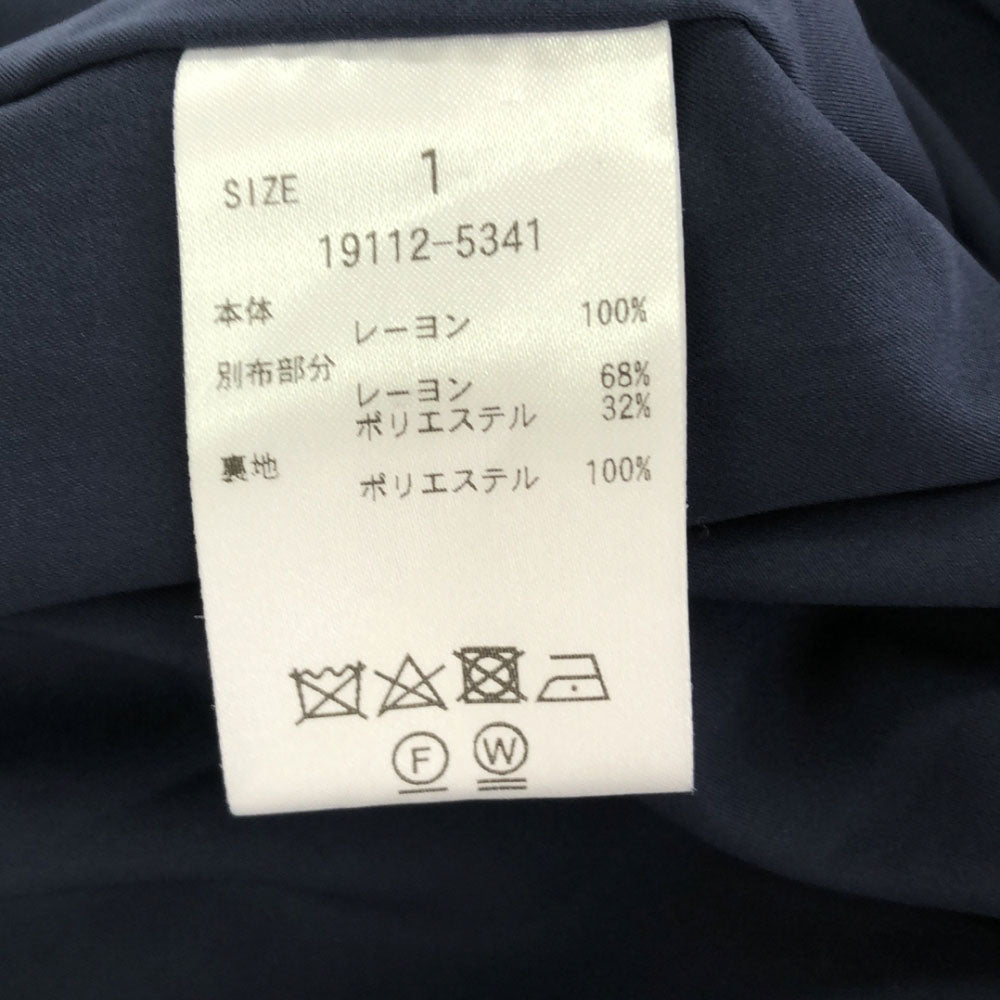 SIZE 1
19112-5341
本体 レーヨン 100%
別布部分
レーヨン 68%
ポリエステル 32%
裏地 ポリエステル 100%
F W